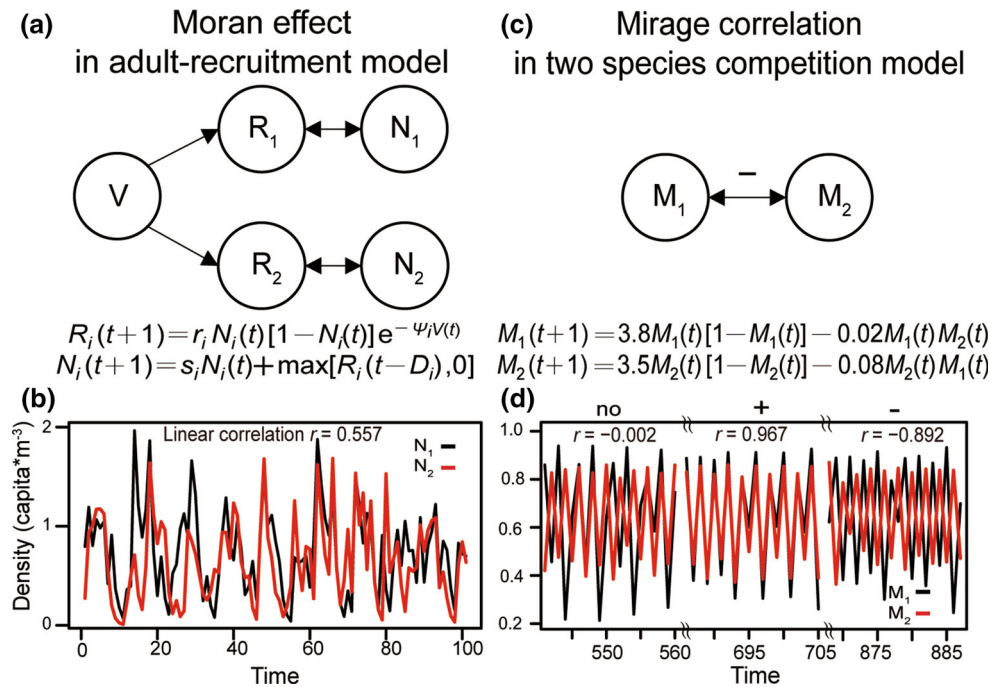 (a)
Moran effect
in adult-recruitment model
V
R₁
N₁
R₂
N₂
Rᵢ(t+1)=rᵢNᵢ(t)[1−Nᵢ(t)]e^−ΨᵢV(t)
Nᵢ(t+1)=sᵢNᵢ(t)+max[Rᵢ(t−Dᵢ),0]
(b)
Linear correlation r = 0.557
N₁
N₂
Density (capita*m⁻³)
2
1
0
0 20 40 60 80 100
Time
(c)
Mirage correlation
in two species competition model
−
M₁
M₂
M₁(t+1)=3.8M₁(t)[1−M₁(t)]−0.02M₁(t)M₂(t)
M₂(t+1)=3.5M₂(t)[1−M₂(t)]−0.08M₂(t)M₁(t)
(d)
no + -
r = −0.002 r = 0.967 r = −0.892
1.0
0.8
0.6
0.4
0.2
M₁
M₂
550 560 695 705 875 885
Time